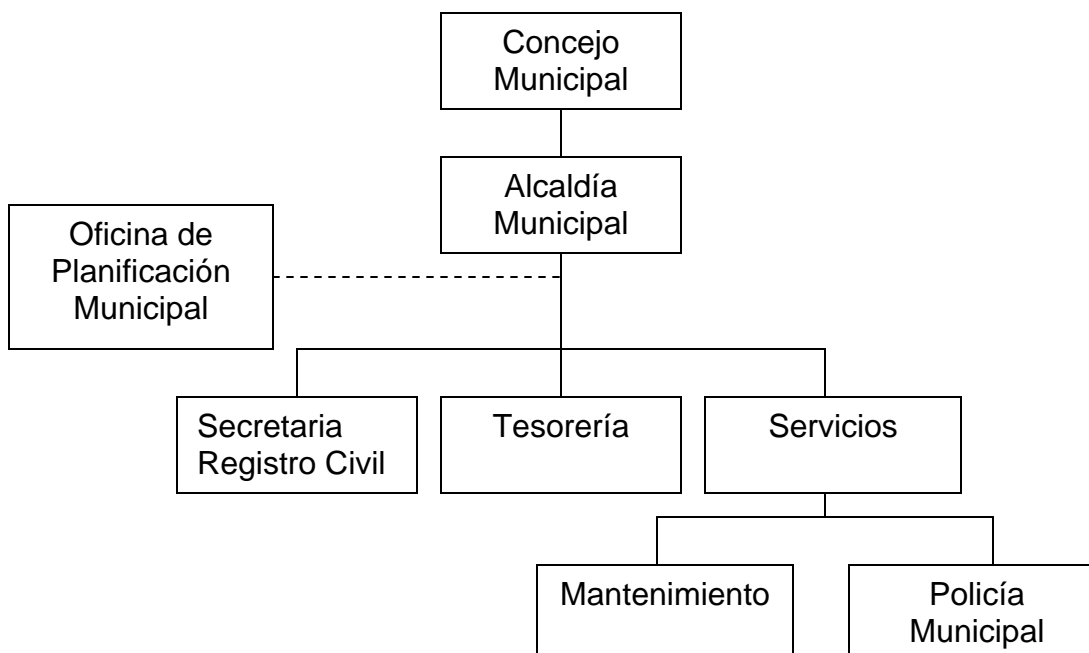 Concejo
Municipal
Alcaldía
Municipal
Oficina de
Planificación
Municipal
Secretaria
Registro Civil
Tesorería
Servicios
Mantenimiento
Policía
Municipal